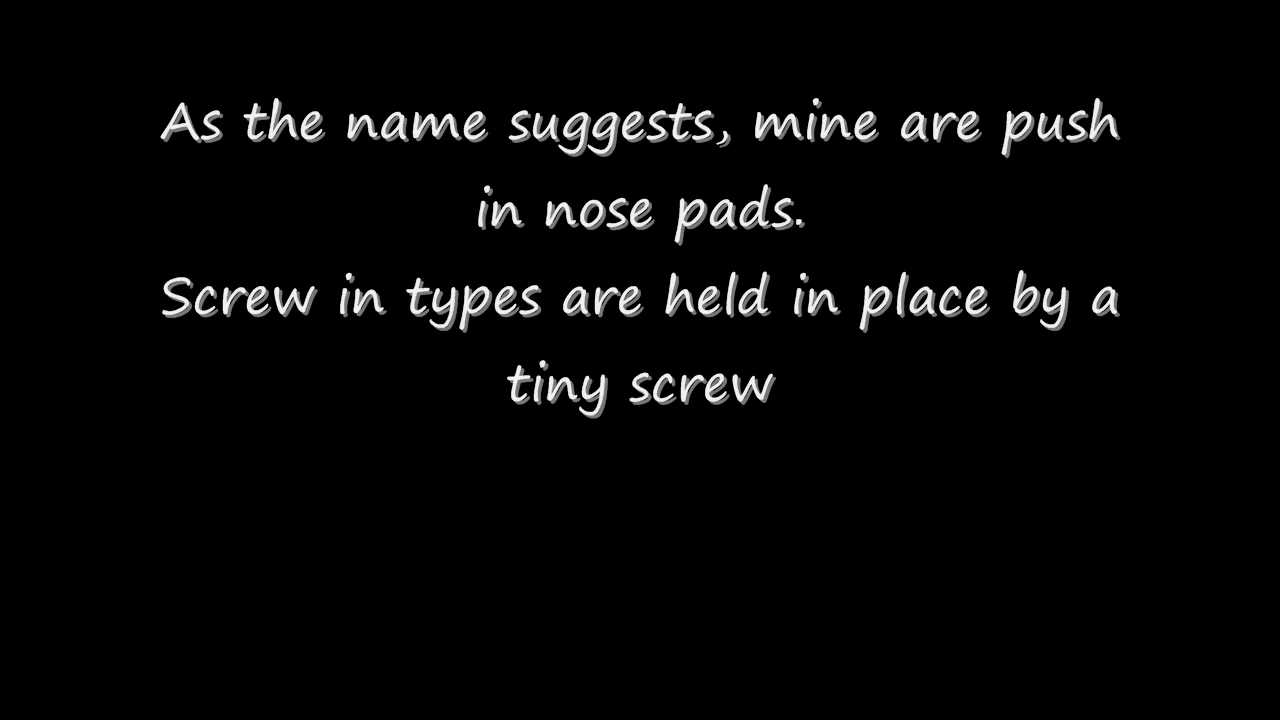 As the name suggests, mine are push
in nose pads.
Screw in types are held in place by a
tiny screw